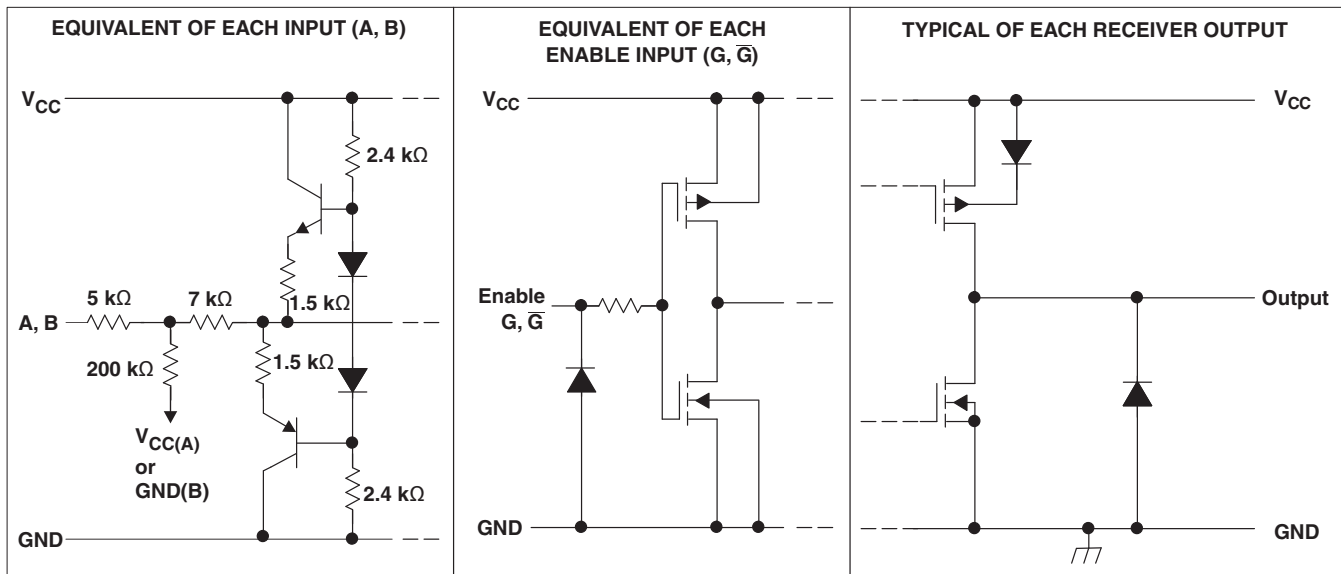 EQUIVALENT OF EACH INPUT (A, B)
VCC
2.4 kΩ
1.5 kΩ
5 kΩ
7 kΩ
A, B
200 kΩ
1.5 kΩ
VCC(A)
or
GND(B)
2.4 kΩ
GND
EQUIVALENT OF EACH
ENABLE INPUT (G, G̅)
VCC
Enable
G, G̅
GND
TYPICAL OF EACH RECEIVER OUTPUT
VCC
Output
GND